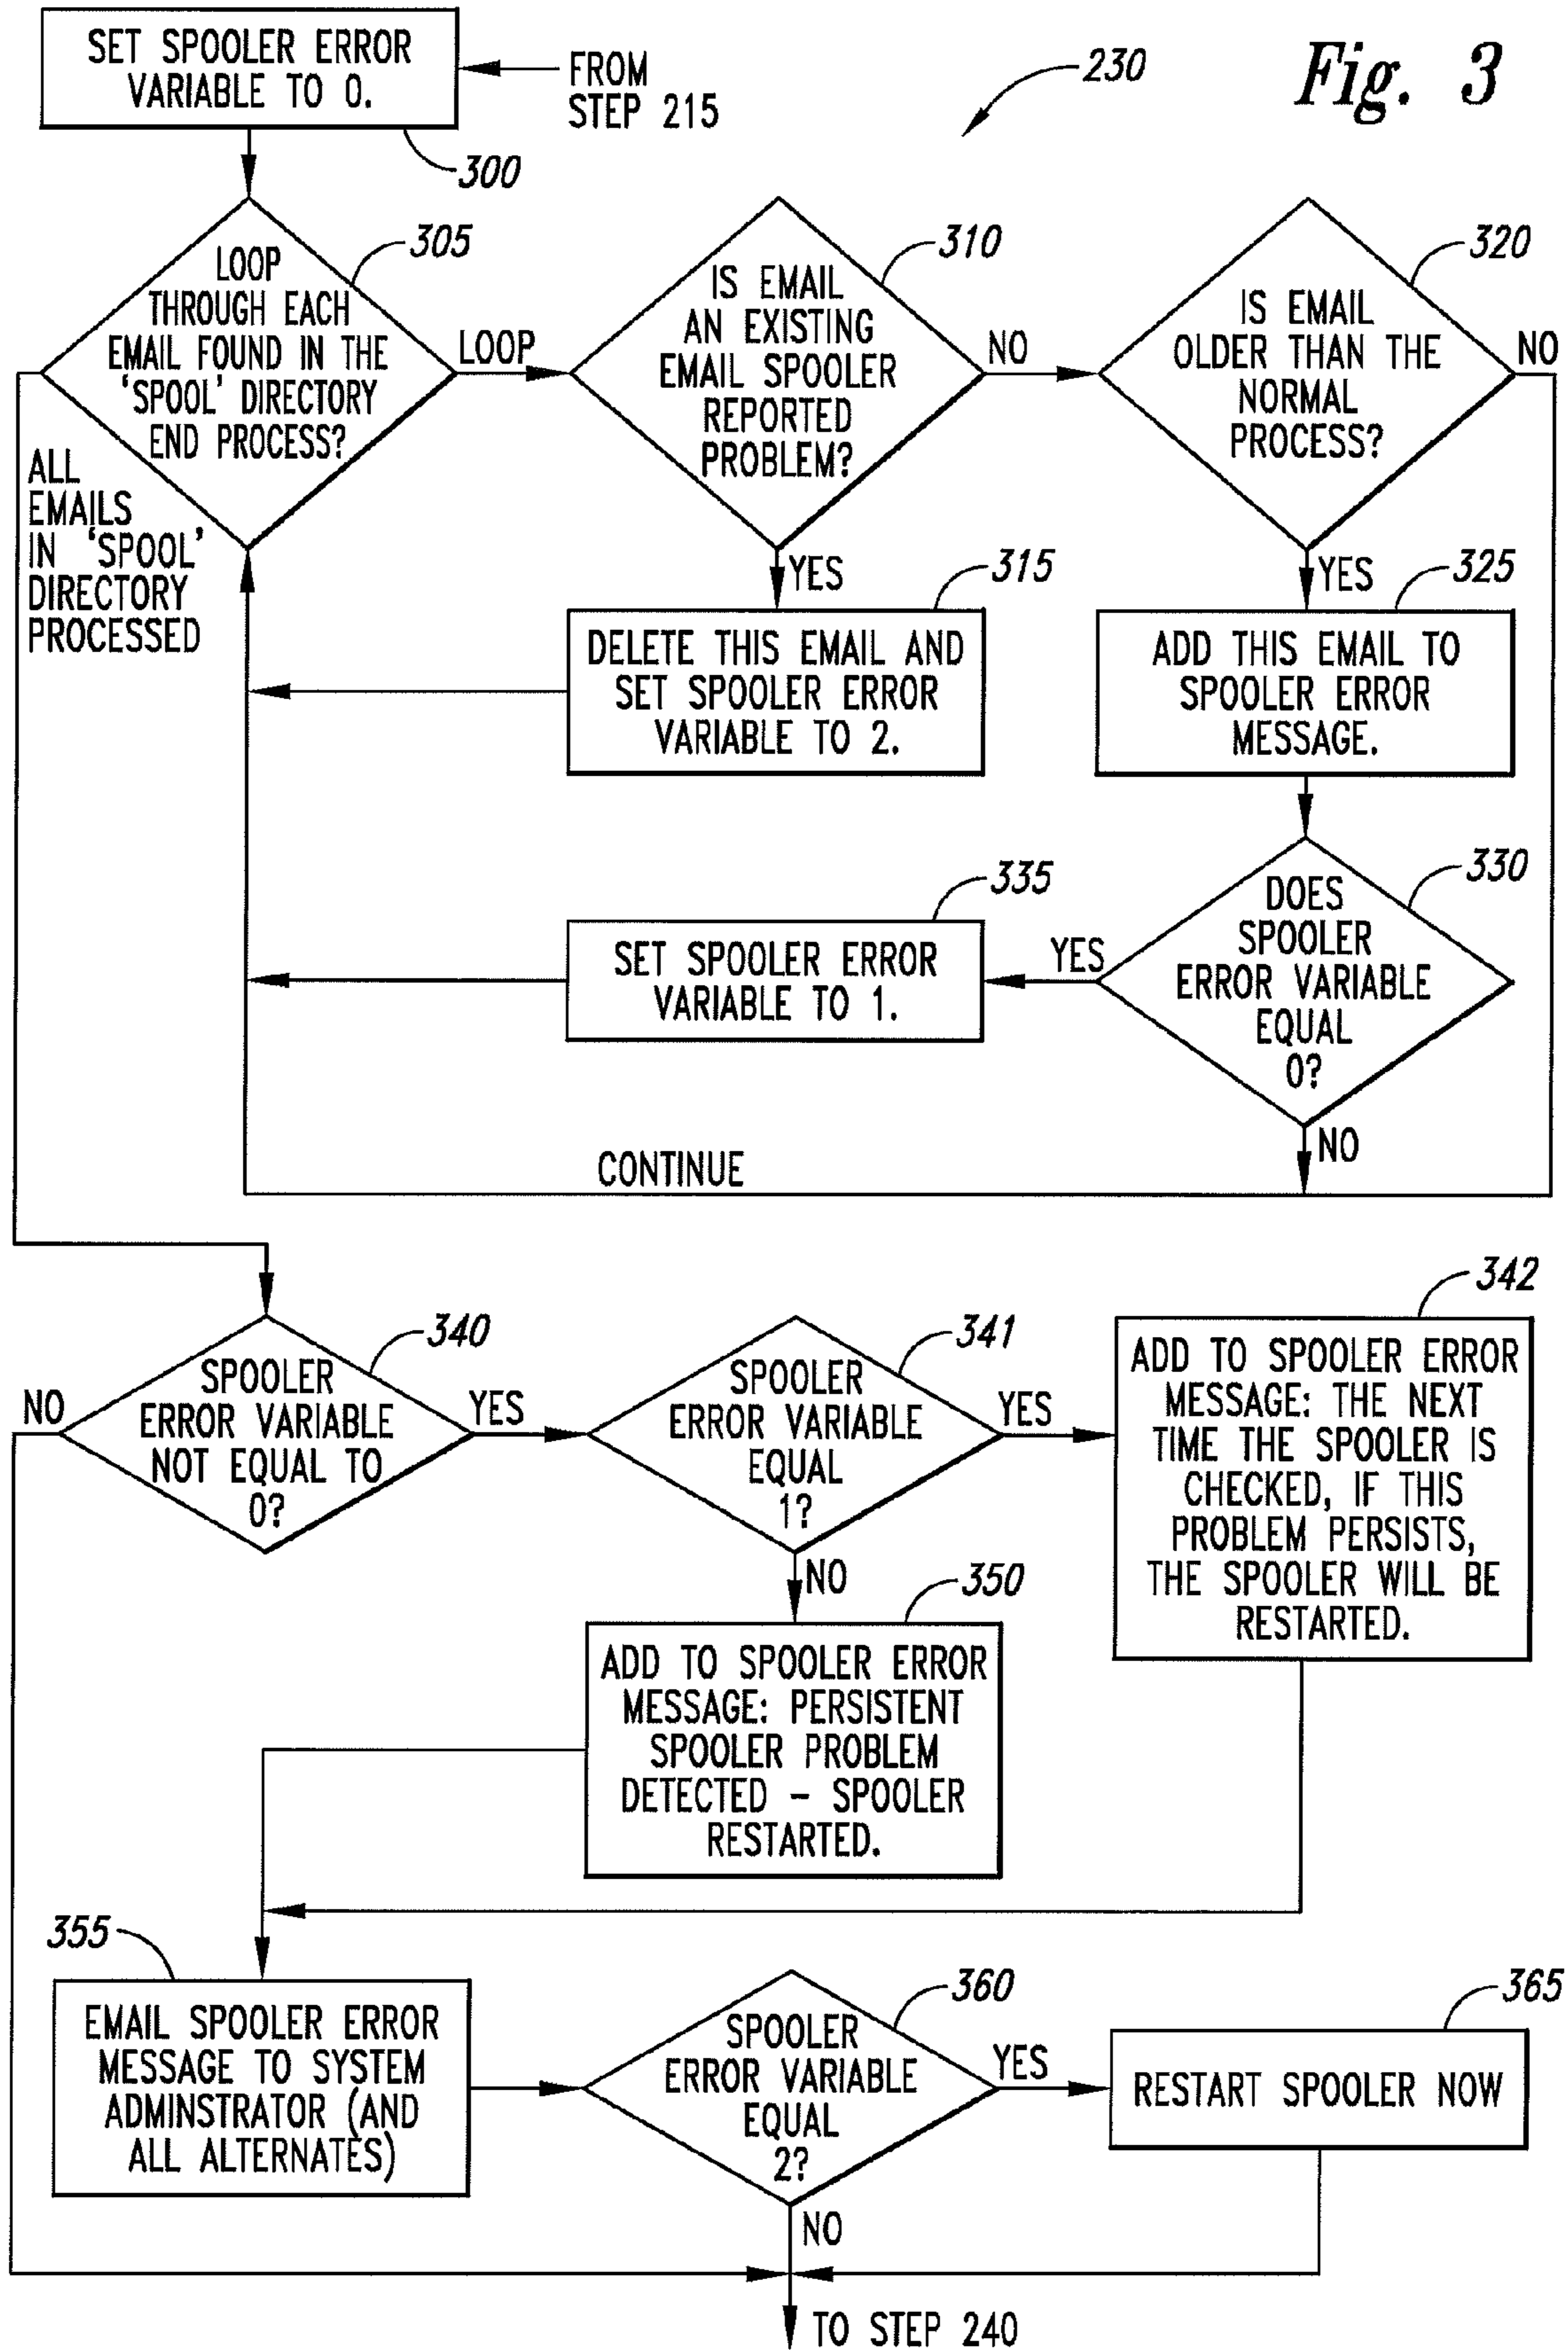 Fig. 3
SET SPOOLER ERROR
VARIABLE TO 0.
FROM
STEP 215
230
300
LOOP
THROUGH EACH
EMAIL FOUND IN THE
'SPOOL' DIRECTORY
END PROCESS?
305
LOOP
IS EMAIL
AN EXISTING
EMAIL SPOOLER
REPORTED
PROBLEM?
310
NO
IS EMAIL
OLDER THAN THE
NORMAL
PROCESS?
320
NO
ALL
EMAILS
IN 'SPOOL'
DIRECTORY
PROCESSED
YES
315
DELETE THIS EMAIL AND
SET SPOOLER ERROR
VARIABLE TO 2.
YES
325
ADD THIS EMAIL TO
SPOOLER ERROR
MESSAGE.
330
DOES
SPOOLER
ERROR VARIABLE
EQUAL
0?
YES
335
SET SPOOLER ERROR
VARIABLE TO 1.
NO
CONTINUE
340
SPOOLER
ERROR VARIABLE
NOT EQUAL TO
0?
NO
YES
341
SPOOLER
ERROR VARIABLE
EQUAL
1?
YES
342
ADD TO SPOOLER ERROR
MESSAGE: THE NEXT
TIME THE SPOOLER IS
CHECKED, IF THIS
PROBLEM PERSISTS,
THE SPOOLER WILL BE
RESTARTED.
NO
350
ADD TO SPOOLER ERROR
MESSAGE: PERSISTENT
SPOOLER PROBLEM
DETECTED - SPOOLER
RESTARTED.
355
EMAIL SPOOLER ERROR
MESSAGE TO SYSTEM
ADMINSTRATOR (AND
ALL ALTERNATES)
360
SPOOLER
ERROR VARIABLE
EQUAL
2?
YES
365
RESTART SPOOLER NOW
NO
TO STEP 240